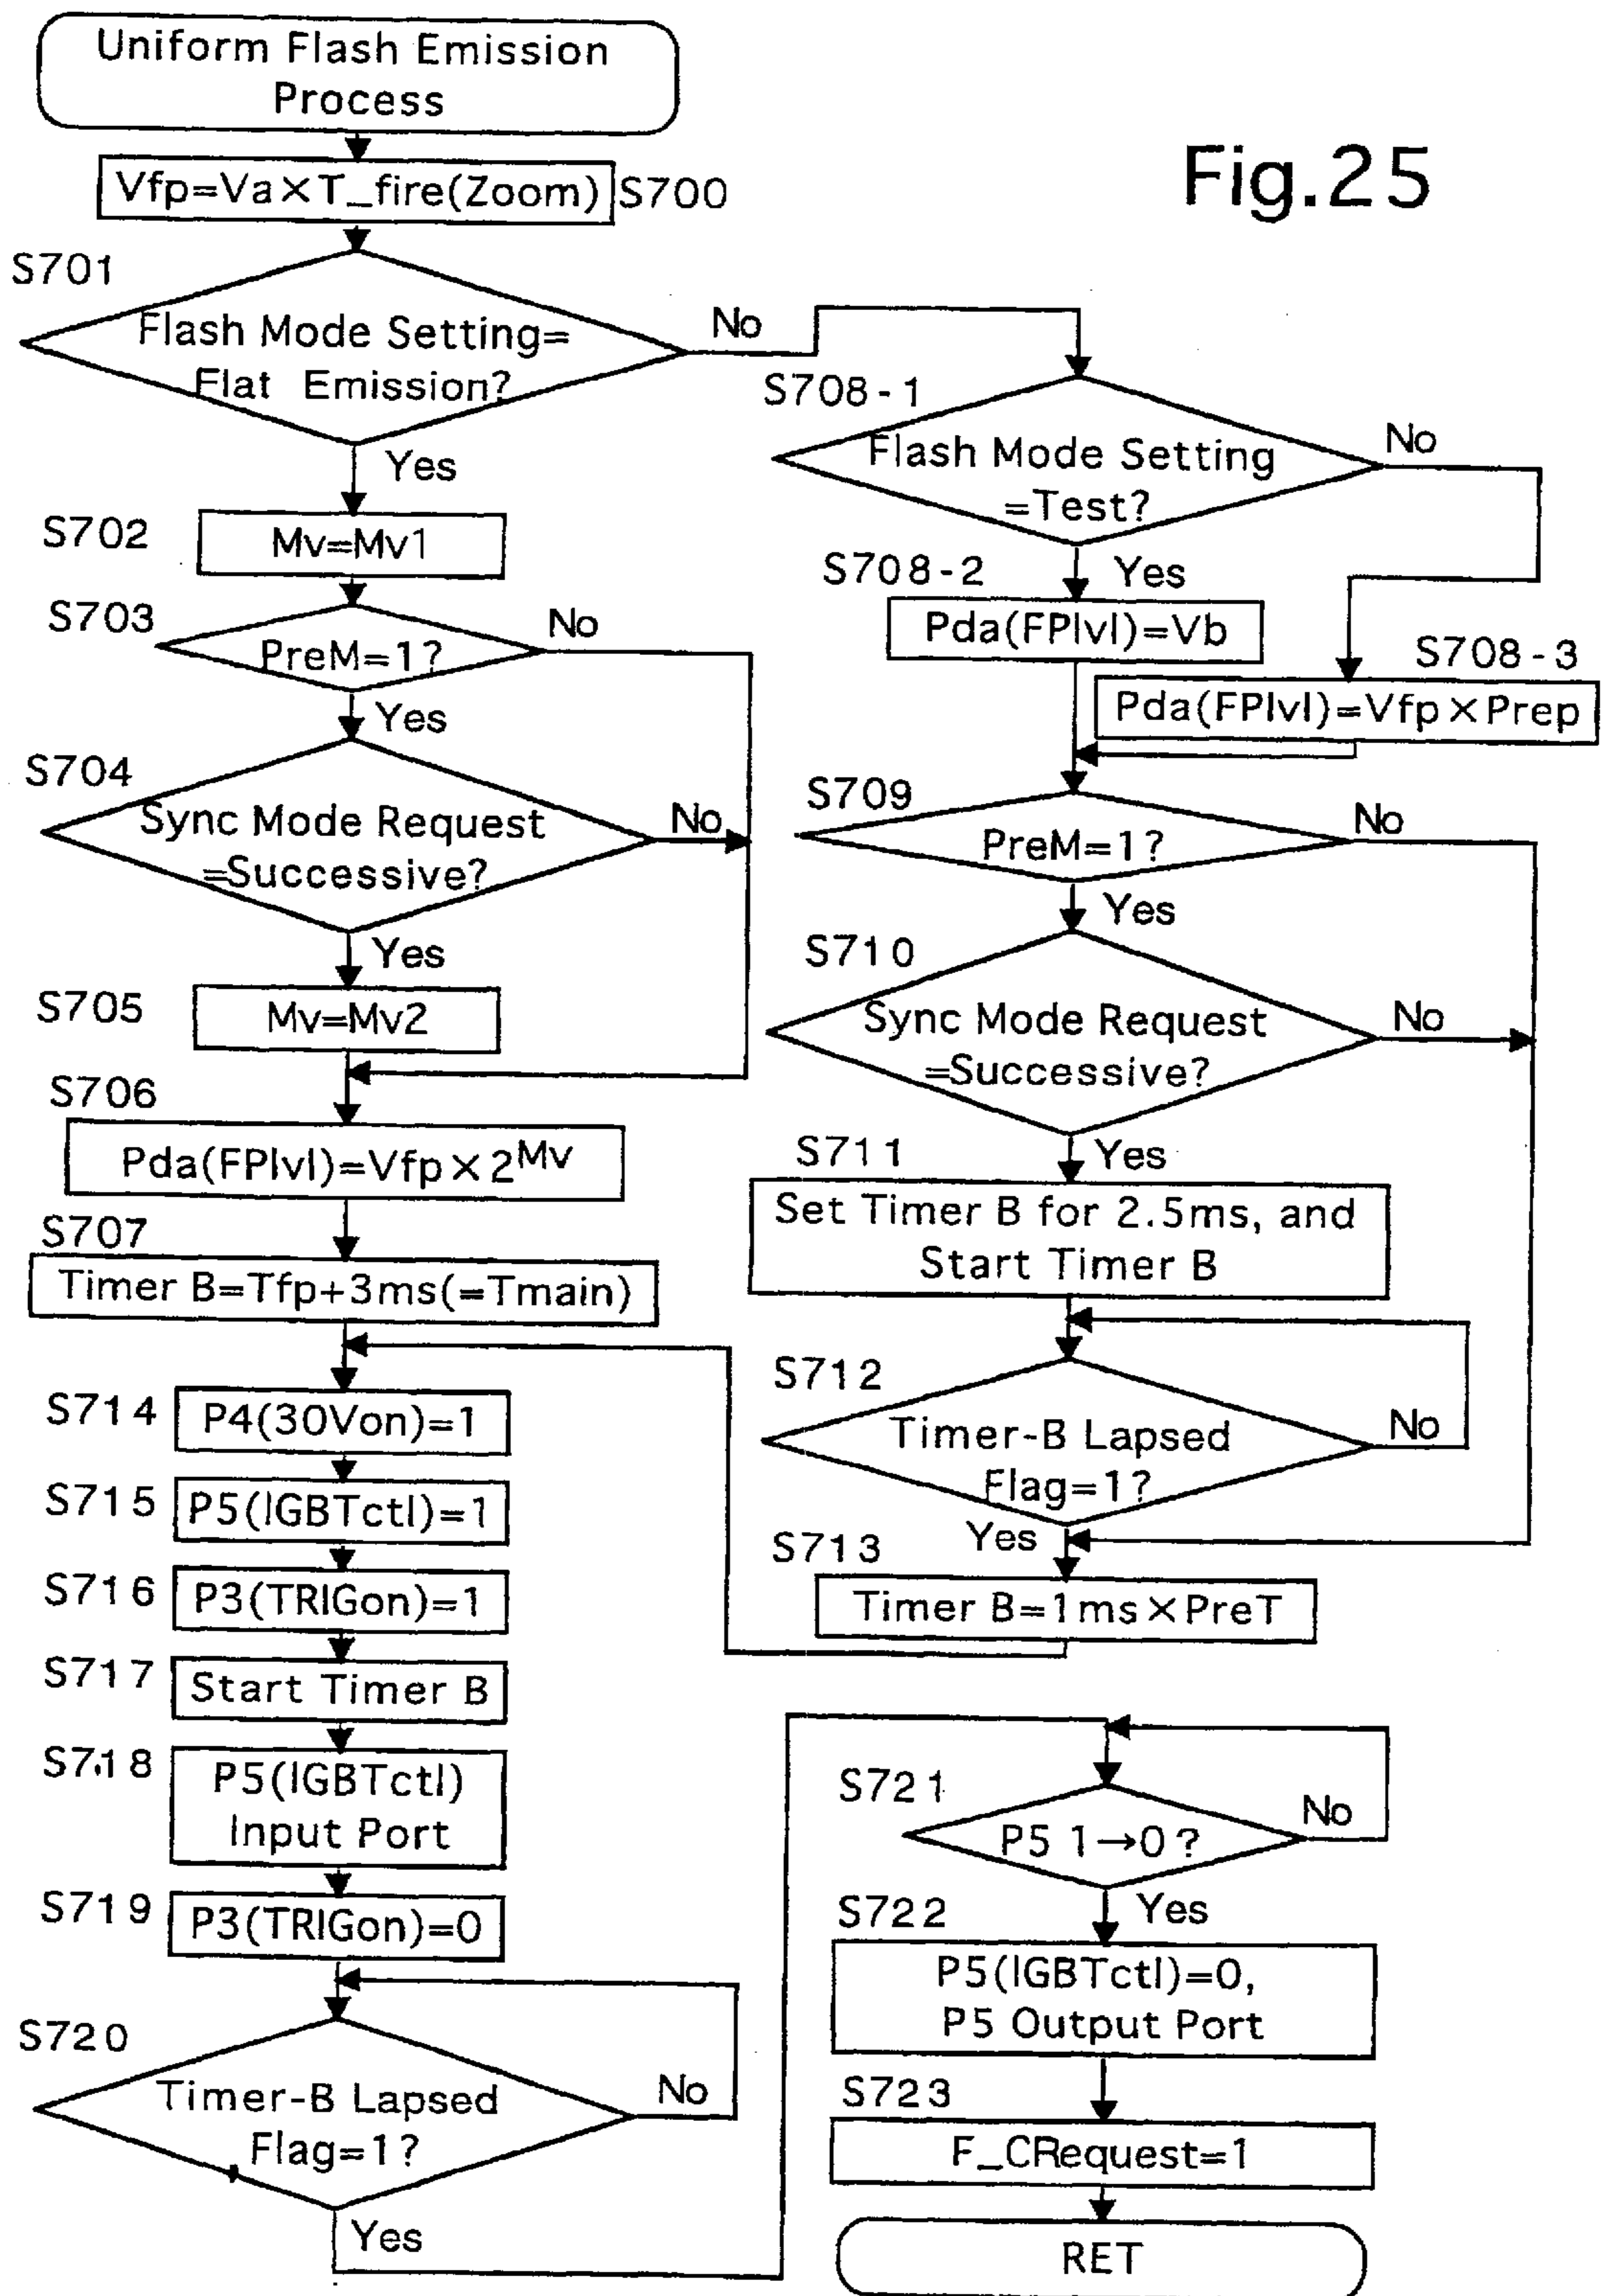 Uniform Flash Emission
Process
Fig.25
Vfp=Va×T_fire(Zoom)
S700
S701
Flash Mode Setting=
Flat Emission?
No
Yes
S702
Mv=Mv1
S703
PreM=1?
No
Yes
S704
Sync Mode Request
=Successive?
No
Yes
S705
Mv=Mv2
S706
Pda(FPlvl)=Vfp×2^Mv
S707
Timer B=Tfp+3ms(=Tmain)
S708-1
Flash Mode Setting
=Test?
No
Yes
S708-2
Pda(FPlvl)=Vb
S708-3
Pda(FPlvl)=Vfp×Prep
S709
PreM=1?
No
Yes
S710
Sync Mode Request
=Successive?
No
Yes
S711
Set Timer B for 2.5ms, and
Start Timer B
S712
Timer-B Lapsed
Flag=1?
No
Yes
S713
Timer B=1ms×PreT
S714
P4(30Von)=1
S715
P5(IGBTctl)=1
S716
P3(TRIGon)=1
S717
Start Timer B
S718
P5(IGBTctl)
Input Port
S719
P3(TRIGon)=0
S720
Timer-B Lapsed
Flag=1?
No
Yes
S721
P5 1→0?
No
Yes
S722
P5(IGBTctl)=0,
P5 Output Port
S723
F_CRequest=1
RET